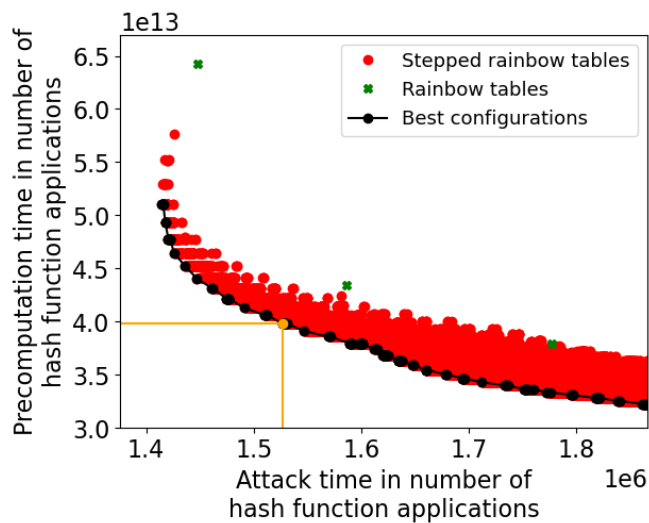 1e13
Stepped rainbow tables
Rainbow tables
Best configurations
Precomputation time in number of
hash function applications
6.5
6.0
5.5
5.0
4.5
4.0
3.5
3.0
1.4
1.5
1.6
1.7
1.8
1e6
Attack time in number of
hash function applications